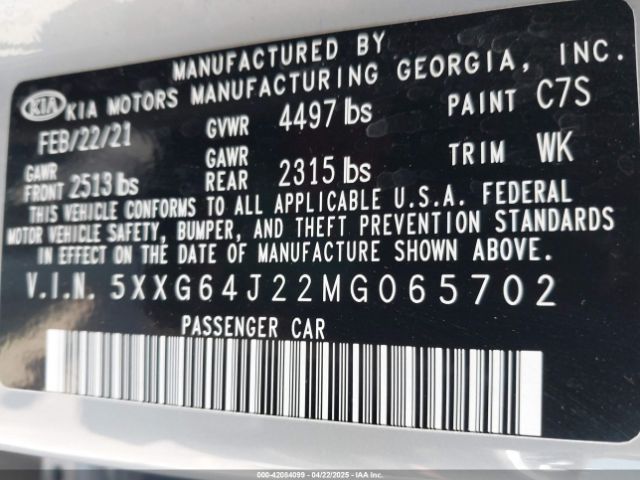 MANUFACTURED BY
KIA KIA MOTORS MANUFACTURING GEORGIA, INC.
FEB/22/21 GVWR 4497 lbs PAINT C7S
GAWR FRONT 2513 lbs GAWR REAR 2315 lbs TRIM WK
THIS VEHICLE CONFORMS TO ALL APPLICABLE U.S.A. FEDERAL
MOTOR VEHICLE SAFETY, BUMPER, AND THEFT PREVENTION STANDARDS
IN EFFECT ON THE DATE OF MANUFACTURE SHOWN ABOVE.
V.I.N. 5XXG64J22MG065702
PASSENGER CAR
000-42084099 - 04/22/2025 - IAA Inc.